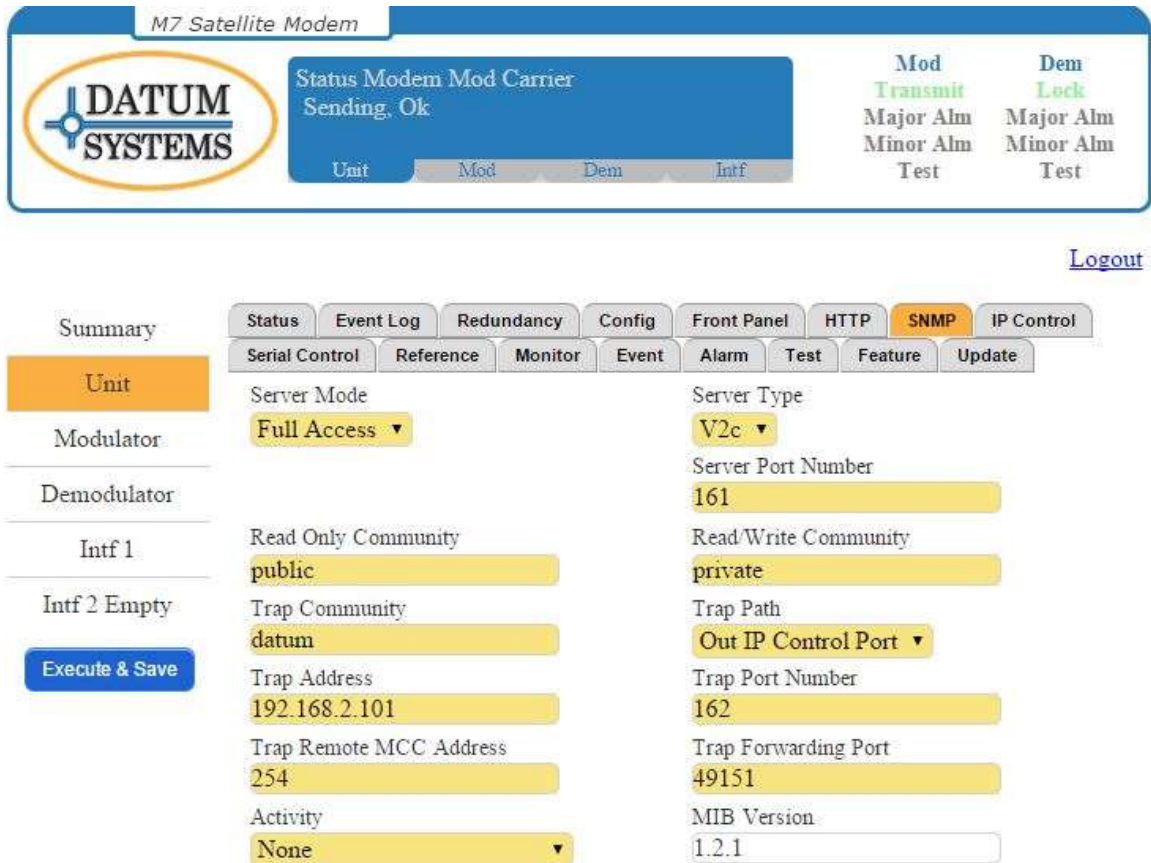 M7 Satellite Modem
DATUM
SYSTEMS
Status Modem Mod Carrier
Sending, Ok
Unit Mod Dem Intf
Mod Dem
Transmit Lock
Major Alm Major Alm
Minor Alm Minor Alm
Test Test
Logout
Summary
Unit
Modulator
Demodulator
Intf 1
Intf 2 Empty
Execute & Save
Status Event Log Redundancy Config Front Panel HTTP SNMP IP Control
Serial Control Reference Monitor Event Alarm Test Feature Update
Server Mode
Full Access
Server Type
V2c
Server Port Number
161
Read Only Community
public
Read/Write Community
private
Trap Community
datum
Trap Path
Out IP Control Port
Trap Address
192.168.2.101
Trap Port Number
162
Trap Remote MCC Address
254
Trap Forwarding Port
49151
Activity
None
MIB Version
1.2.1